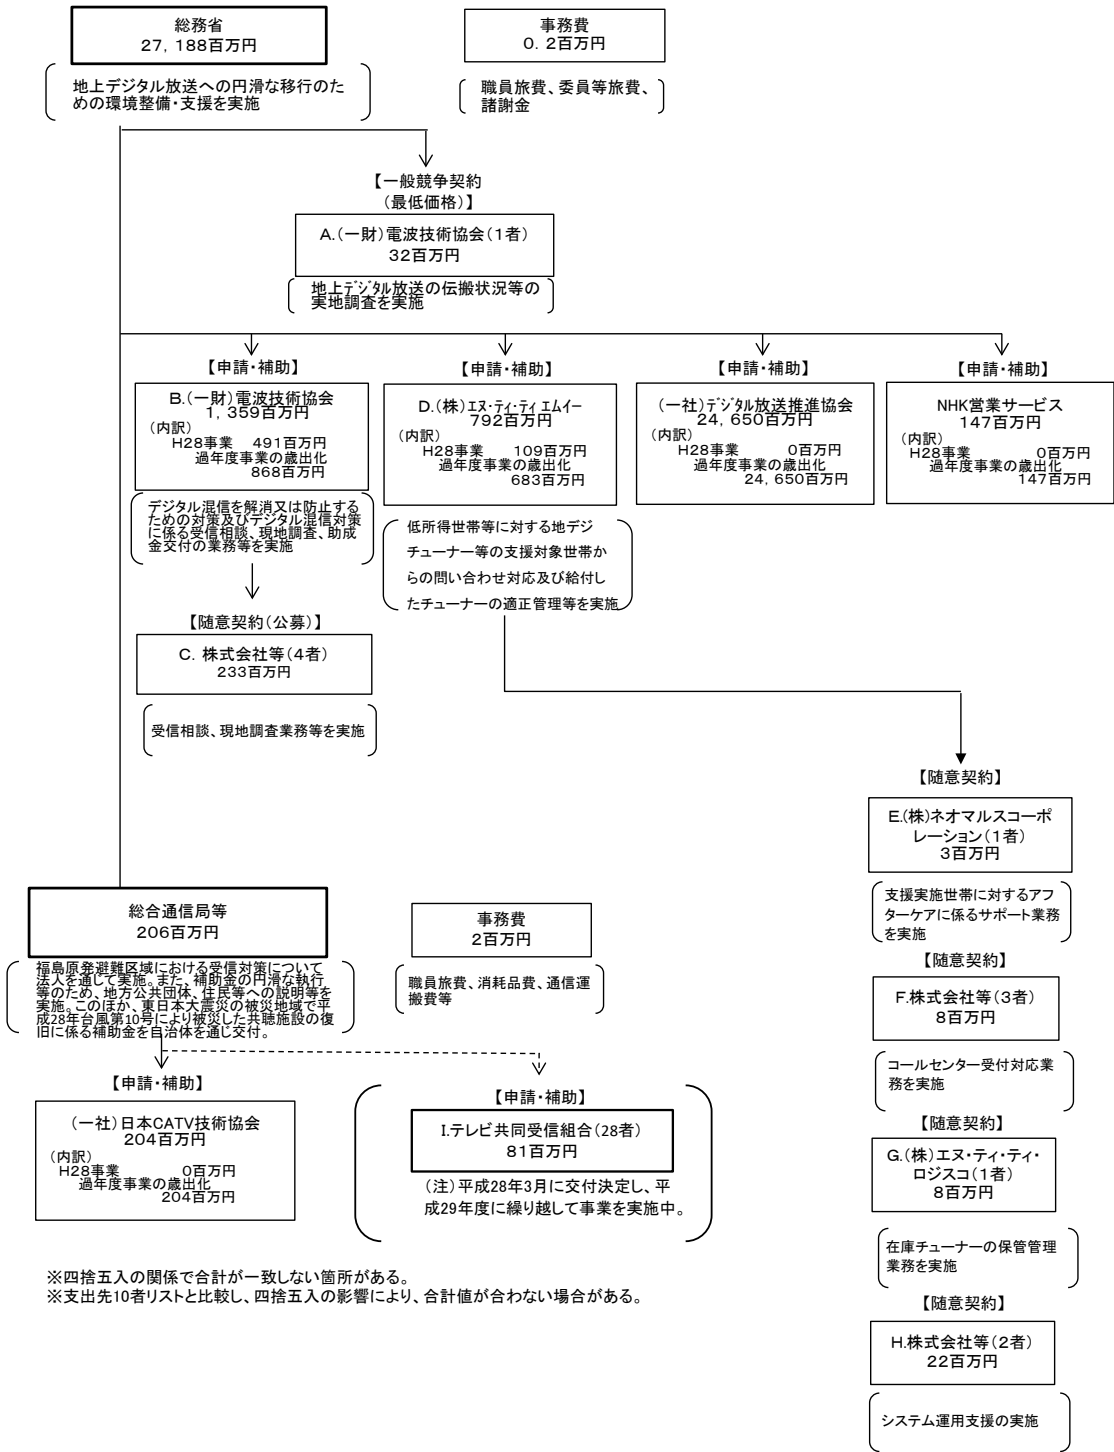 総務省
27,188百万円
事務費
0.2百万円
地上デジタル放送への円滑な移行のた
めの環境整備・支援を実施
職員旅費、委員等旅費、
諸謝金
【一般競争契約
(最低価格)】
A.(一財)電波技術協会(1者)
32百万円
地上デジタル放送の伝搬状況等の
実地調査を実施
【申請・補助】
B.(一財)電波技術協会
1,359百万円
(内訳)
H28事業 491百万円
過年度事業の歳出化
868百万円
デジタル混信を解消又は防止する
ための対策及びデジタル混信対策
に係る受信相談、現地調査、助成
金交付の業務等を実施
【随意契約(公募)】
C. 株式会社等(4者)
233百万円
受信相談、現地調査業務等を実施
【申請・補助】
D.(株)エヌ・ティ・ティ エムイー
792百万円
(内訳)
H28事業 109百万円
過年度事業の歳出化
683百万円
低所得世帯等に対する地デジ
チューナー等の支援対象世帯か
らの問い合わせ対応及び給付し
たチューナーの適正管理等を実施
【申請・補助】
(一社)デジタル放送推進協会
24,650百万円
(内訳)
H28事業 0百万円
過年度事業の歳出化
24,650百万円
【申請・補助】
NHK営業サービス
147百万円
(内訳)
H28事業 0百万円
過年度事業の歳出化
147百万円
【随意契約】
E.(株)ネオマルスコーポ
レーション(1者)
3百万円
支援実施世帯に対するアフ
ターケアに係るサポート業務
を実施
【随意契約】
F.株式会社等(3者)
8百万円
コールセンター受付対応業
務を実施
【随意契約】
G.(株)エヌ・ティ・ティ・
ロジスコ(1者)
8百万円
在庫チューナーの保管管理
業務を実施
【随意契約】
H.株式会社等(2者)
22百万円
システム運用支援の実施
総合通信局等
206百万円
事務費
2百万円
福島原発避難区域における受信対策について
法人を通じて実施。また、補助金の円滑な執行
等のため、地方公共団体、住民等への説明等を
実施。このほか、東日本大震災の被災地域で平
成28年台風第10号により被災した共聴施設の復
旧に係る補助金を自治体を通じ交付。
職員旅費、消耗品費、通信運
搬費等
【申請・補助】
(一社)日本CATV技術協会
204百万円
(内訳)
H28事業 0百万円
過年度事業の歳出化
204百万円
【申請・補助】
I.テレビ共同受信組合(28者)
81百万円
(注)平成28年3月に交付決定し、平
成29年度に繰り越して事業を実施中。
※四捨五入の関係で合計が一致しない箇所がある。
※支出先10者リストと比較し、四捨五入の影響により、合計値が合わない場合がある。